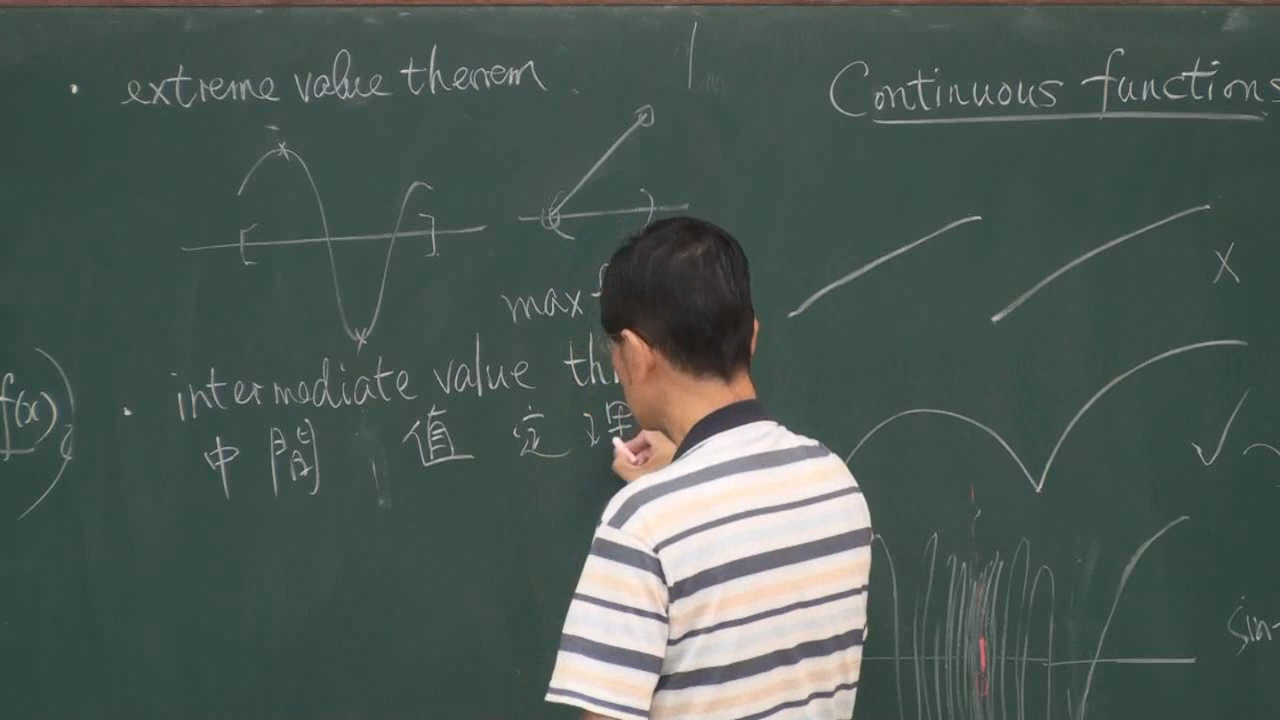 extreme value theorem
Continuous functions
max
X
f(x)
intermediate value th
中間值定理
sin